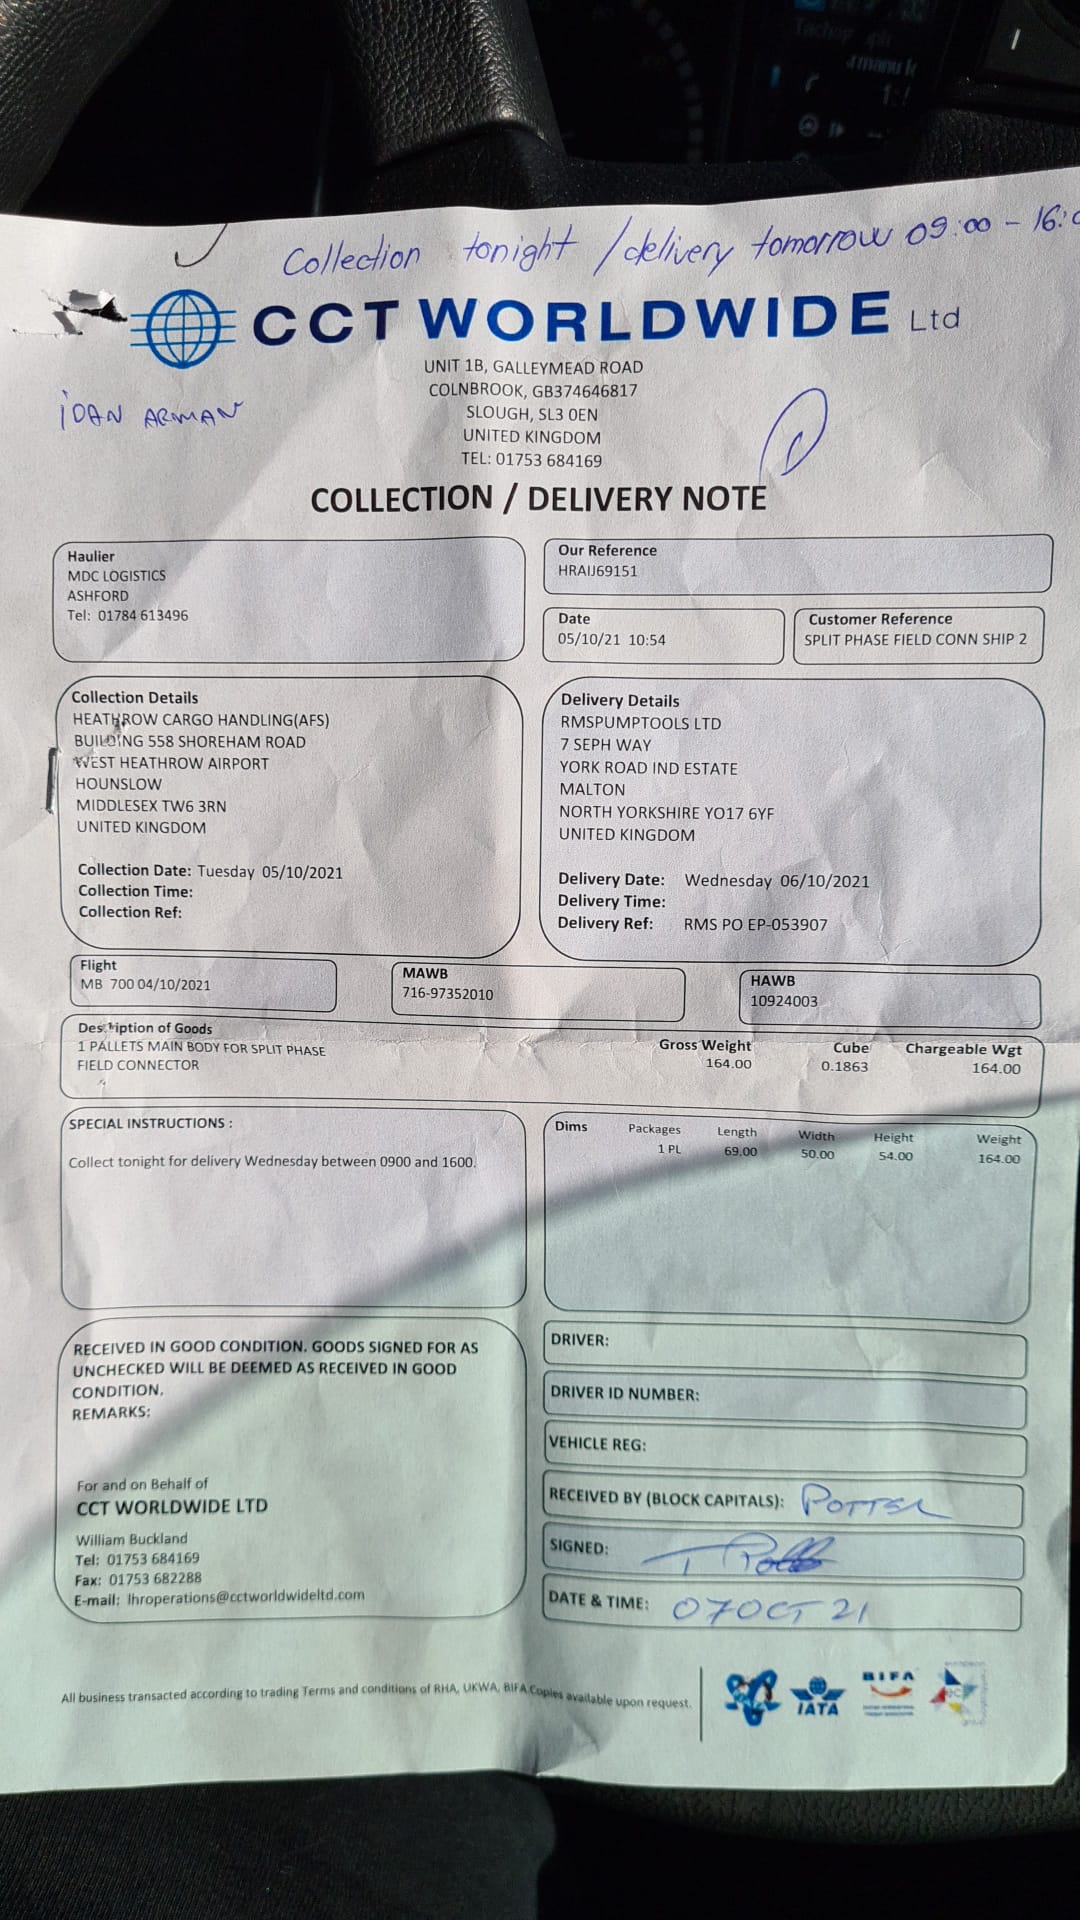 Collection tonight / delivery tomorrow 09:00 -
CCT WORLDWIDE Ltd
UNIT 1B, GALLEYMEAD ROAD
COLNBROOK, GB374646817
SLOUGH, SL3 0EN
UNITED KINGDOM
TEL: 01753 684169
IOAN ARMAN
COLLECTION / DELIVERY NOTE
Haulier
MDC LOGISTICS
ASHFORD
Tel: 01784 613496
Our Reference
HRAIJ69151
Date
05/10/21 10:54
Customer Reference
SPLIT PHASE FIELD CONN SHIP 2
Collection Details
HEATHROW CARGO HANDLING(AFS)
BUILDING 558 SHOREHAM ROAD
WEST HEATHROW AIRPORT
HOUNSLOW
MIDDLESEX TW6 3RN
UNITED KINGDOM
Collection Date: Tuesday 05/10/2021
Collection Time:
Collection Ref:
Delivery Details
RMSPUMPTOOLS LTD
7 SEPH WAY
YORK ROAD IND ESTATE
MALTON
NORTH YORKSHIRE YO17 6YF
UNITED KINGDOM
Delivery Date: Wednesday 06/10/2021
Delivery Time:
Delivery Ref: RMS PO EP-053907
Flight
MB 700 04/10/2021
MAWB
716-97352010
HAWB
10924003
Description of Goods
1 PALLETS MAIN BODY FOR SPLIT PHASE
FIELD CONNECTOR
Gross Weight Cube Chargeable Wgt
164.00 0.1863 164.00
SPECIAL INSTRUCTIONS :
Collect tonight for delivery Wednesday between 0900 and 1600.
Dims Packages Length Width Height Weight
1 PL 69.00 50.00 54.00 164.00
RECEIVED IN GOOD CONDITION. GOODS SIGNED FOR AS
UNCHECKED WILL BE DEEMED AS RECEIVED IN GOOD
CONDITION.
REMARKS:
For and on Behalf of
CCT WORLDWIDE LTD
William Buckland
Tel: 01753 684169
Fax: 01753 682288
E-mail: lhroperations@cctworldwideltd.com
DRIVER:
DRIVER ID NUMBER:
VEHICLE REG:
RECEIVED BY (BLOCK CAPITALS): POTTER
SIGNED:
DATE & TIME: 07 OCT 21
All business transacted according to trading Terms and conditions of RHA, UKWA, BIFA.Copies available upon request.
IATA
BIFA